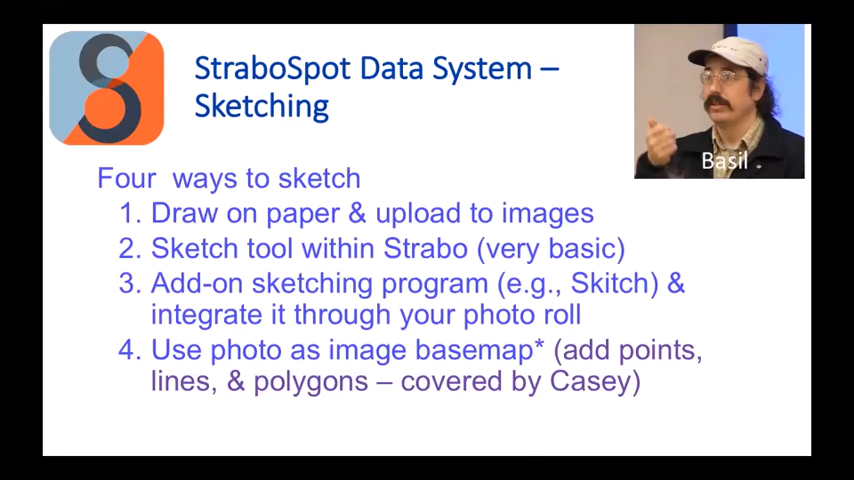 StraboSpot Data System –
Sketching
Basil
Four ways to sketch
1. Draw on paper & upload to images
2. Sketch tool within Strabo (very basic)
3. Add-on sketching program (e.g., Skitch) &
integrate it through your photo roll
4. Use photo as image basemap* (add points,
lines, & polygons – covered by Casey)